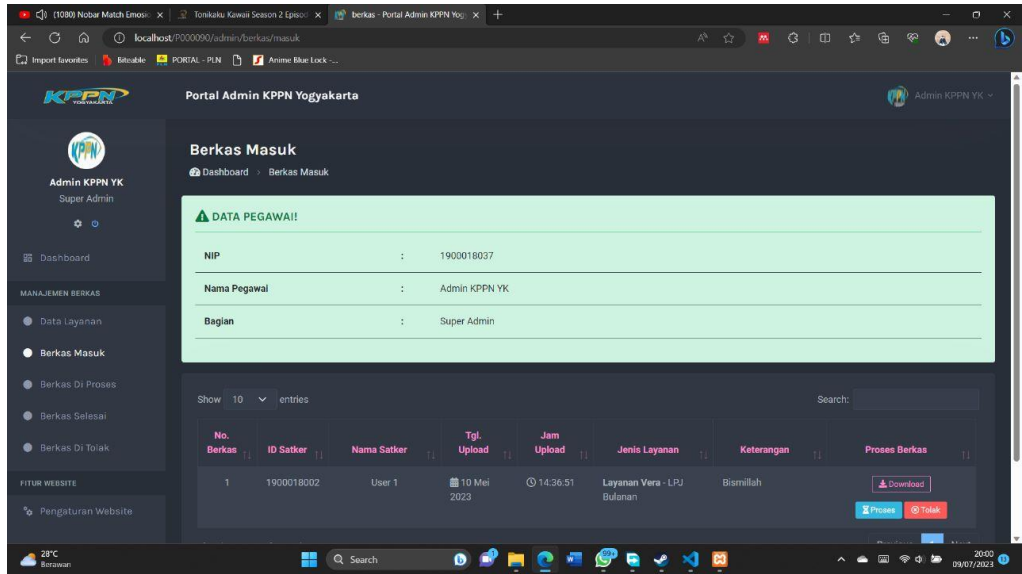 (1080) Nobar Match Emosi
Tonikaku Kawaii Season 2 Episod
berkas - Portal Admin KPPN Yog
localhost/P000090/admin/berkas/masuk
Import favorites
Biteable
PORTAL - PLN
Anime Blue Lock -...
KPPN
YOGYAKARTA
Portal Admin KPPN Yogyakarta
Admin KPPN YK
KPPN
Admin KPPN YK
Super Admin
Dashboard
MANAJEMEN BERKAS
Data Layanan
Berkas Masuk
Berkas Di Proses
Berkas Selesai
Berkas Di Tolak
FITUR WEBSITE
Pengaturan Website
Berkas Masuk
Dashboard > Berkas Masuk
DATA PEGAWAI!
NIP : 1900018037
Nama Pegawai : Admin KPPN YK
Bagian : Super Admin
Show 10 entries
Search:
No. Berkas
ID Satker
Nama Satker
Tgl. Upload
Jam Upload
Jenis Layanan
Keterangan
Proses Berkas
1
1900018002
User 1
10 Mei
2023
14:36:51
Layanan Vera - LPJ
Bulanan
Bismillah
Download
Proses
Tolak
28°C
Berawan
Search
99+
20:00
09/07/2023